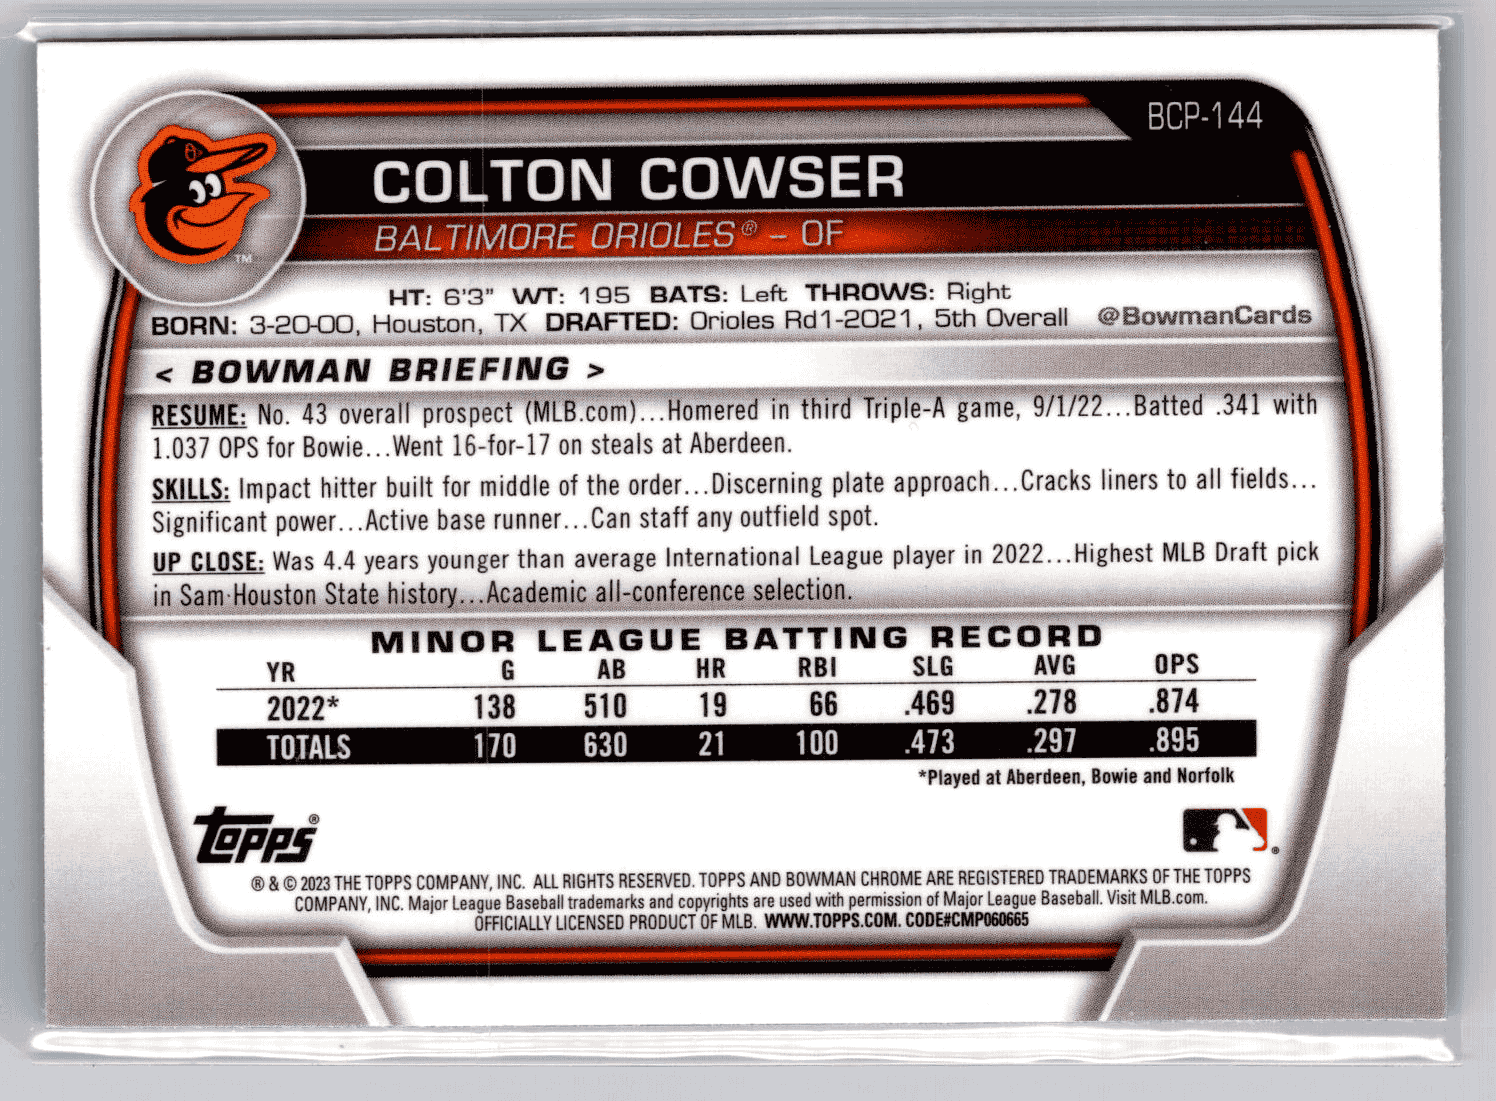 BCP-144
COLTON COWSER
BALTIMORE ORIOLES® – OF
TM
HT: 6'3" WT: 195 BATS: Left THROWS: Right
BORN: 3-20-00, Houston, TX DRAFTED: Orioles Rd1-2021, 5th Overall @BowmanCards
< BOWMAN BRIEFING >
RESUME: No. 43 overall prospect (MLB.com)...Homered in third Triple-A game, 9/1/22...Batted .341 with
1.037 OPS for Bowie...Went 16-for-17 on steals at Aberdeen.
SKILLS: Impact hitter built for middle of the order...Discerning plate approach...Cracks liners to all fields...
Significant power...Active base runner...Can staff any outfield spot.
UP CLOSE: Was 4.4 years younger than average International League player in 2022...Highest MLB Draft pick
in Sam Houston State history...Academic all-conference selection.
MINOR LEAGUE BATTING RECORD
YR G AB HR RBI SLG AVG OPS
2022* 138 510 19 66 .469 .278 .874
TOTALS 170 630 21 100 .473 .297 .895
*Played at Aberdeen, Bowie and Norfolk
Topps®
®
® & © 2023 THE TOPPS COMPANY, INC. ALL RIGHTS RESERVED. TOPPS AND BOWMAN CHROME ARE REGISTERED TRADEMARKS OF THE TOPPS
COMPANY, INC. Major League Baseball trademarks and copyrights are used with permission of Major League Baseball. Visit MLB.com.
OFFICIALLY LICENSED PRODUCT OF MLB. WWW.TOPPS.COM. CODE#CMP060665